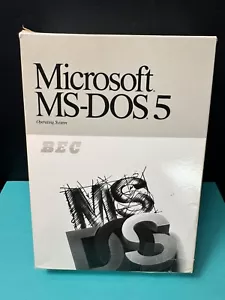 Microsoft
MS-DOS 5
Operating System
BEC
MS
DOS